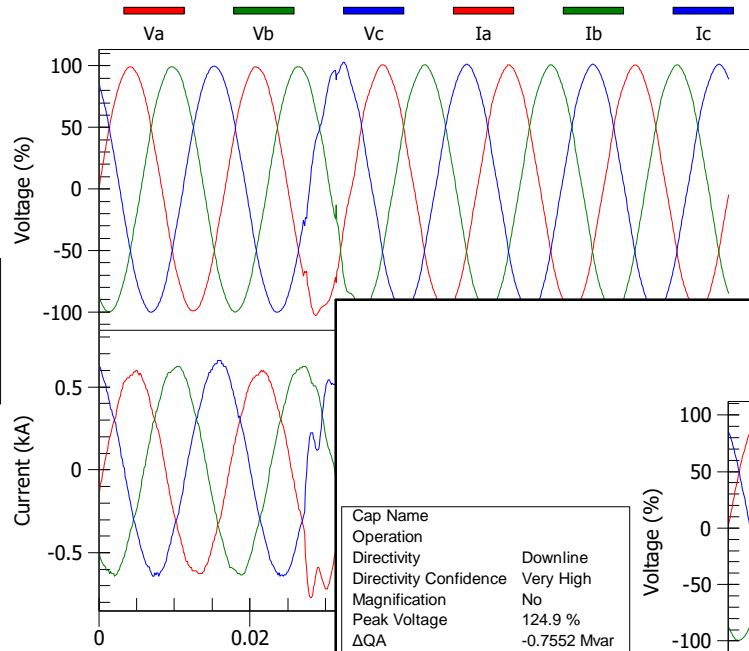 Va Vb Vc Ia Ib Ic
100
50
0
-50
-100
Voltage (%)
0.5
0
-0.5
Current (kA)
0 0.02
Cap Name
Operation
Directivity Downline
Directivity Confidence Very High
Magnification No
Peak Voltage 124.9 %
ΔQA -0.7552 Mvar
100
50
0
-50
-100
Voltage (%)